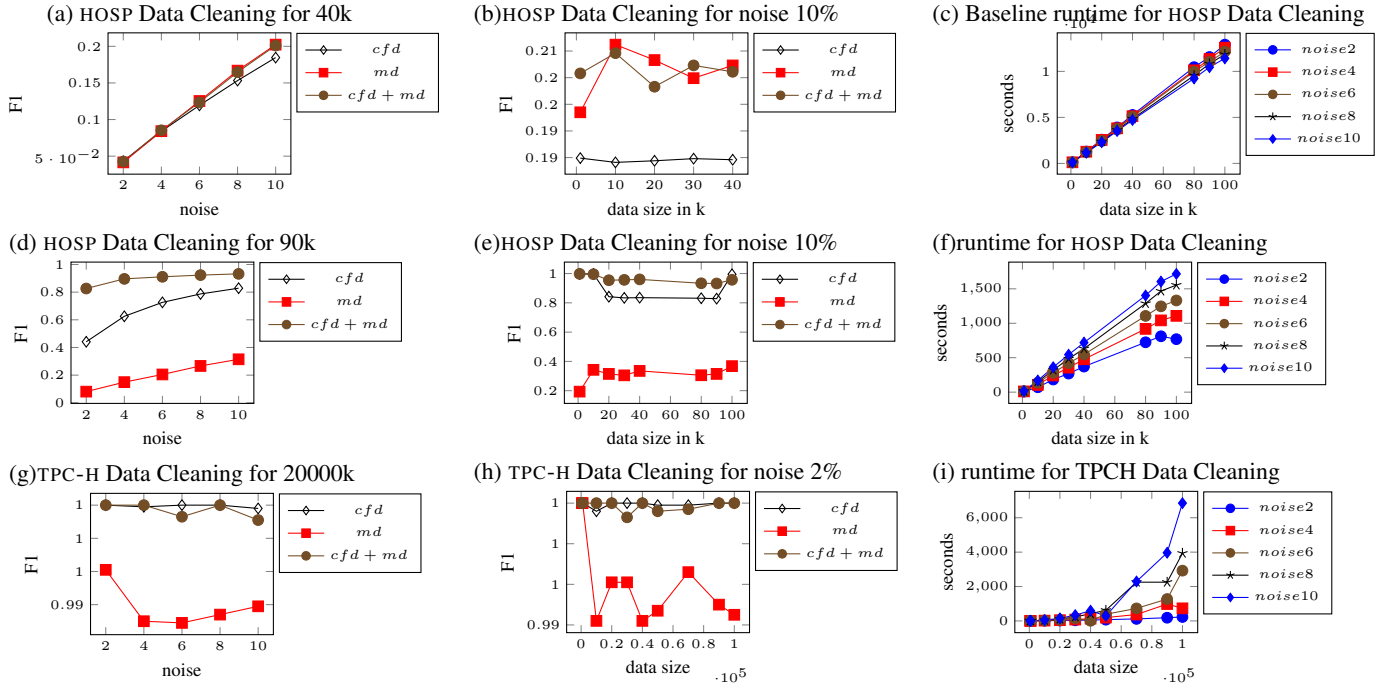 (a) HOSP Data Cleaning for 40k
0.2
0.15
0.1
5 · 10−2
F1
2 4 6 8 10
noise
cfd
md
cfd + md
(b)HOSP Data Cleaning for noise 10%
0.21
0.2
0.2
0.19
0.19
F1
0 10 20 30 40
data size in k
cfd
md
cfd + md
(c) Baseline runtime for HOSP Data Cleaning
·104
1
0.5
0
seconds
0 20 40 60 80 100
data size in k
noise2
noise4
noise6
noise8
noise10
(d) HOSP Data Cleaning for 90k
1
0.8
0.6
0.4
0.2
0
F1
2 4 6 8 10
noise
cfd
md
cfd + md
(e)HOSP Data Cleaning for noise 10%
1
0.8
0.6
0.4
0.2
F1
0 20 40 60 80 100
data size in k
cfd
md
cfd + md
(f)runtime for HOSP Data Cleaning
1,500
1,000
500
0
seconds
0 20 40 60 80 100
data size in k
noise2
noise4
noise6
noise8
noise10
(g)TPC-H Data Cleaning for 20000k
1
1
1
0.99
F1
2 4 6 8 10
noise
cfd
md
cfd + md
(h) TPC-H Data Cleaning for noise 2%
1
1
1
0.99
F1
0 0.2 0.4 0.6 0.8 1
data size
·105
cfd
md
cfd + md
(i) runtime for TPCH Data Cleaning
6,000
4,000
2,000
0
seconds
0 0.2 0.4 0.6 0.8 1
data size
·105
noise2
noise4
noise6
noise8
noise10